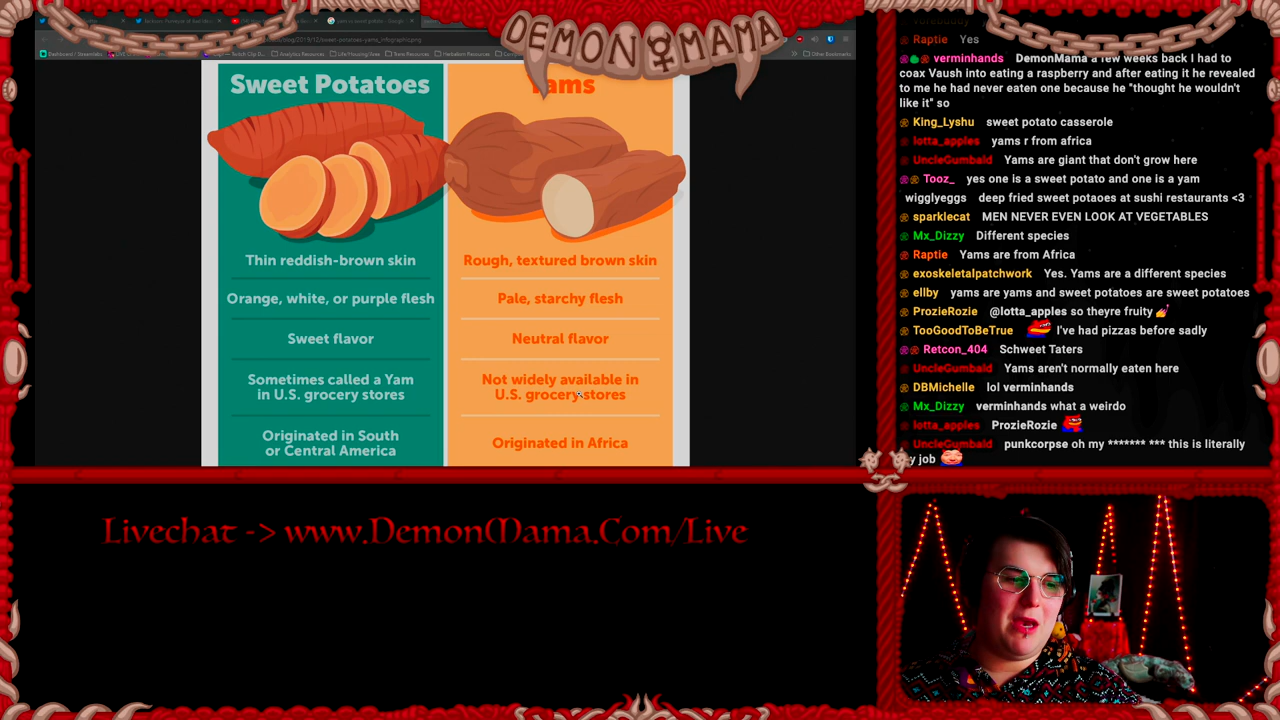 DEMON MAMA
yam vs sweet potato - Google
Other Bookmarks
Sweet Potatoes
Yams
Thin reddish-brown skin
Rough, textured brown skin
Orange, white, or purple flesh
Pale, starchy flesh
Sweet flavor
Neutral flavor
Sometimes called a Yam
in U.S. grocery stores
Not widely available in
U.S. grocery stores
Originated in South
or Central America
Originated in Africa
Livechat -> www.DemonMama.Com/Live
Raptie Yes
verminhands DemonMama a few weeks back I had to
coax Vaush into eating a raspberry and after eating it he revealed
to me he had never eaten one because he "thought he wouldn't
like it" so
King_Lyshu sweet potato casserole
lotta_apples yams r from africa
UncleGumbald Yams are giant that don't grow here
Tooz_ yes one is a sweet potato and one is a yam
wigglyeggs deep fried sweet potatoes at sushi restaurants <3
sparklecat MEN NEVER EVEN LOOK AT VEGETABLES
Mx_Dizzy Different species
Raptie Yams are from Africa
exoskeletalpatchwork Yes. Yams are a different species
ellby yams are yams and sweet potatoes are sweet potatoes
ProzieRozie @lotta_apples so theyre fruity
TooGoodToBeTrue I've had pizzas before sadly
Retcon_404 Schweet Taters
UncleGumbald Yams aren't normally eaten here
DBMichelle lol verminhands
Mx_Dizzy verminhands what a weirdo
lotta_apples ProzieRozie
UncleGumbald punkcorpse oh my ******* *** this is literally
y job